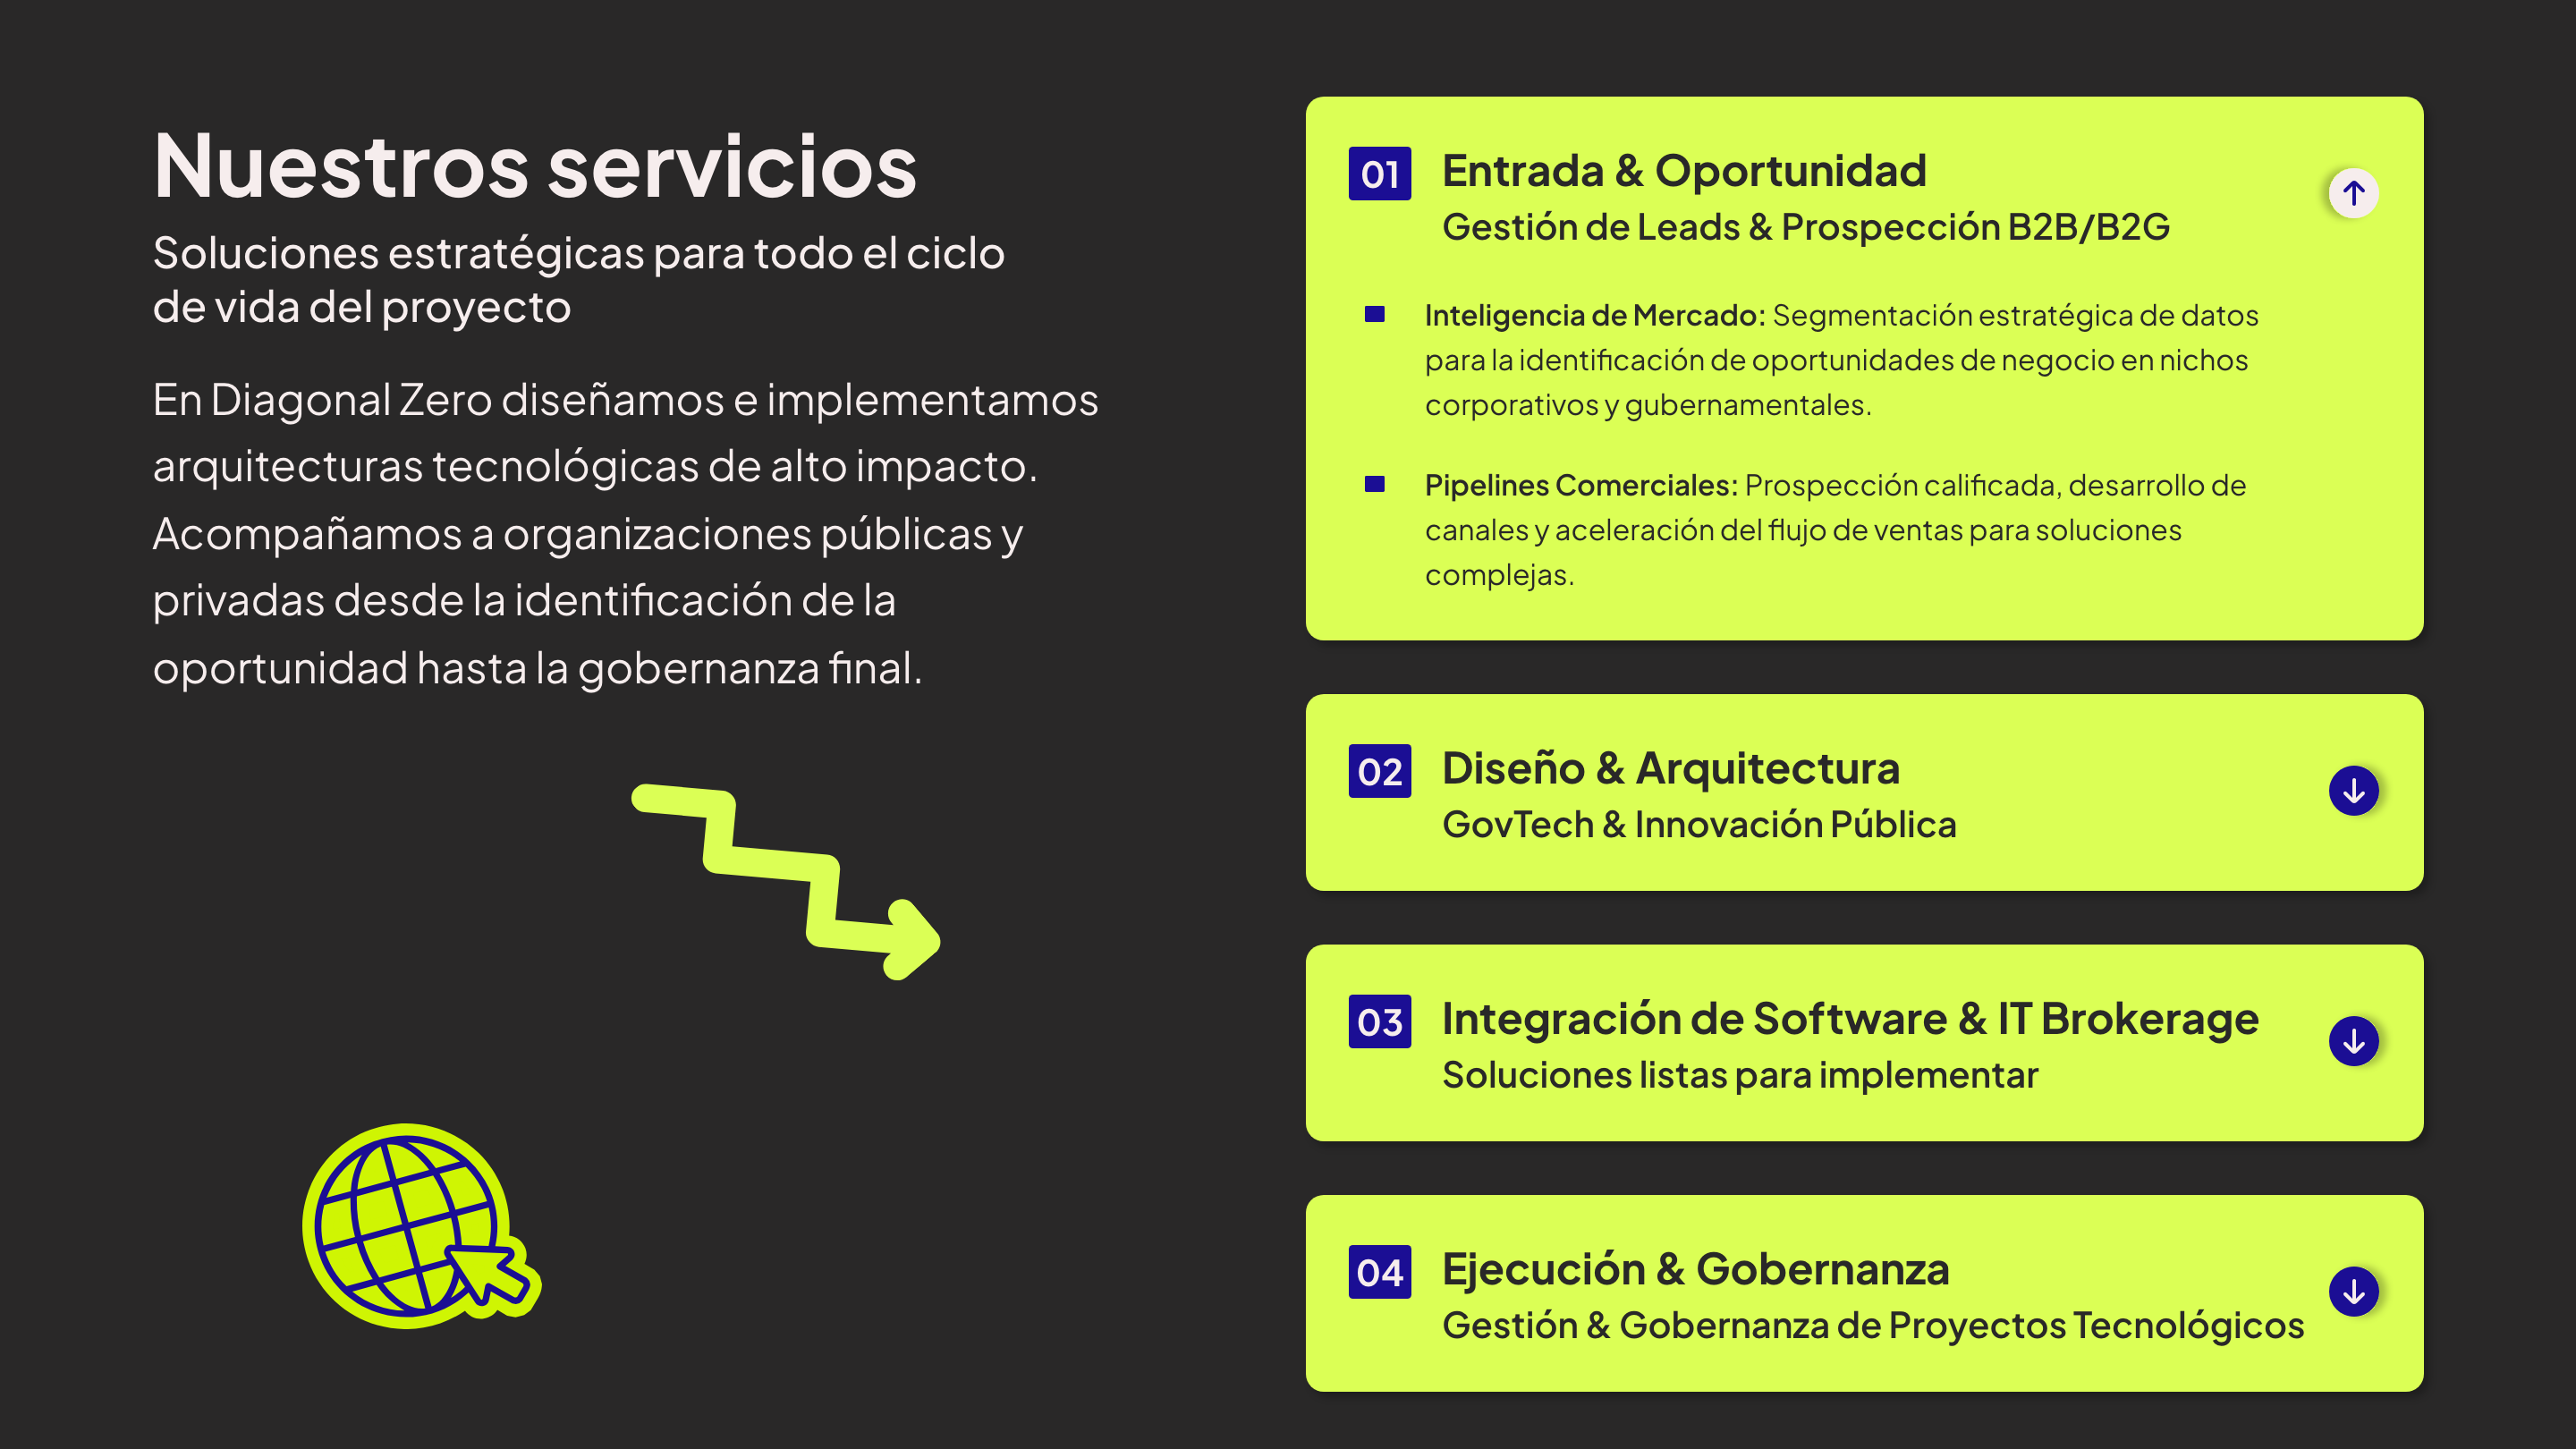 Nuestros servicios
Soluciones estratégicas para todo el ciclo
de vida del proyecto
En Diagonal Zero diseñamos e implementamos
arquitecturas tecnológicas de alto impacto.
Acompañamos a organizaciones públicas y
privadas desde la identificación de la
oportunidad hasta la gobernanza final.
01 Entrada & Oportunidad
Gestión de Leads & Prospección B2B/B2G
Inteligencia de Mercado: Segmentación estratégica de datos
para la identificación de oportunidades de negocio en nichos
corporativos y gubernamentales.
Pipelines Comerciales: Prospección calificada, desarrollo de
canales y aceleración del flujo de ventas para soluciones
complejas.
02 Diseño & Arquitectura
GovTech & Innovación Pública
03 Integración de Software & IT Brokerage
Soluciones listas para implementar
04 Ejecución & Gobernanza
Gestión & Gobernanza de Proyectos Tecnológicos